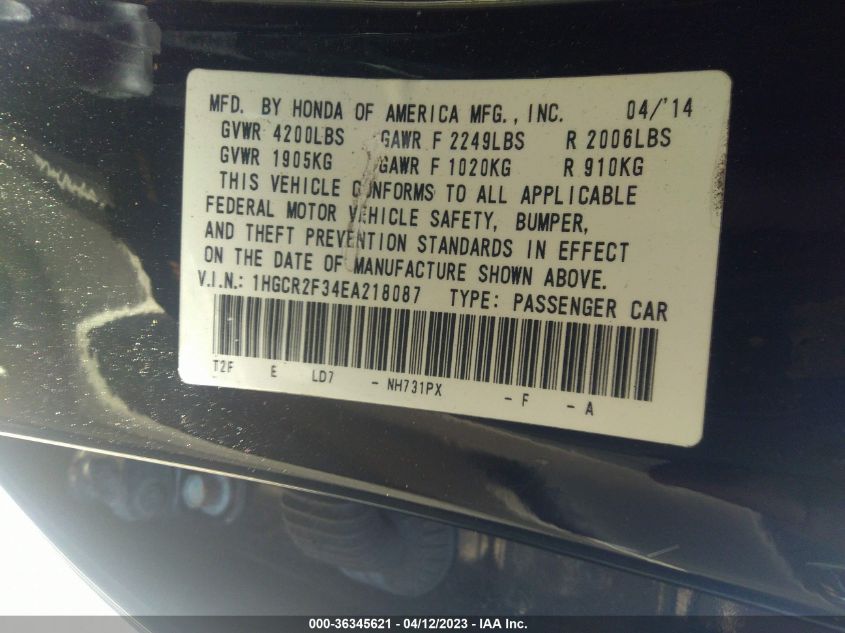 MFD. BY HONDA OF AMERICA MFG., INC. 04/'14
GVWR 4200LBS GAWR F 2249LBS R 2006LBS
GVWR 1905KG GAWR F 1020KG R 910KG
THIS VEHICLE CONFORMS TO ALL APPLICABLE
FEDERAL MOTOR VEHICLE SAFETY, BUMPER,
AND THEFT PREVENTION STANDARDS IN EFFECT
ON THE DATE OF MANUFACTURE SHOWN ABOVE.
V.I.N.: 1HGCR2F34EA218087 TYPE: PASSENGER CAR
T2F E LD7 - NH731PX - F - A
000-36345621 - 04/12/2023 - IAA Inc.